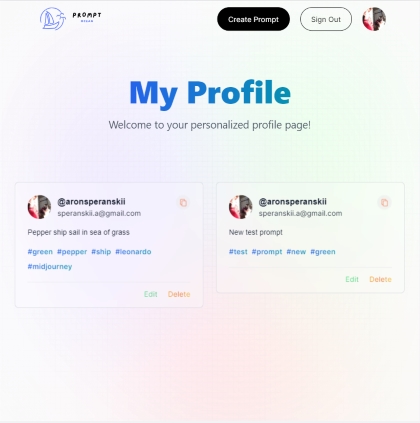 PROMPT
OCEAN
Create Prompt
Sign Out
My Profile
Welcome to your personalized profile page!
@aronsperanskii
speranskii.a@gmail.com
Pepper ship sail in sea of grass
#green #pepper #ship #leonardo
#midjourney
Edit Delete
@aronsperanskii
speranskii.a@gmail.com
New test prompt
#test #prompt #new #green
Edit Delete